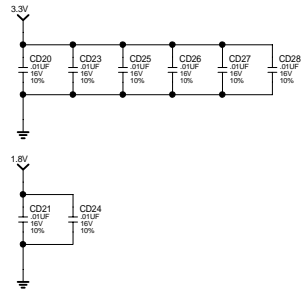 3.3V
CD20 CD23 CD25 CD26 CD27 CD28
.01UF .01UF .01UF .01UF .01UF .01UF
16V 16V 16V 16V 16V 16V
10% 10% 10% 10% 10% 10%
1.8V
CD21 CD24
.01UF .01UF
16V 16V
10% 10%